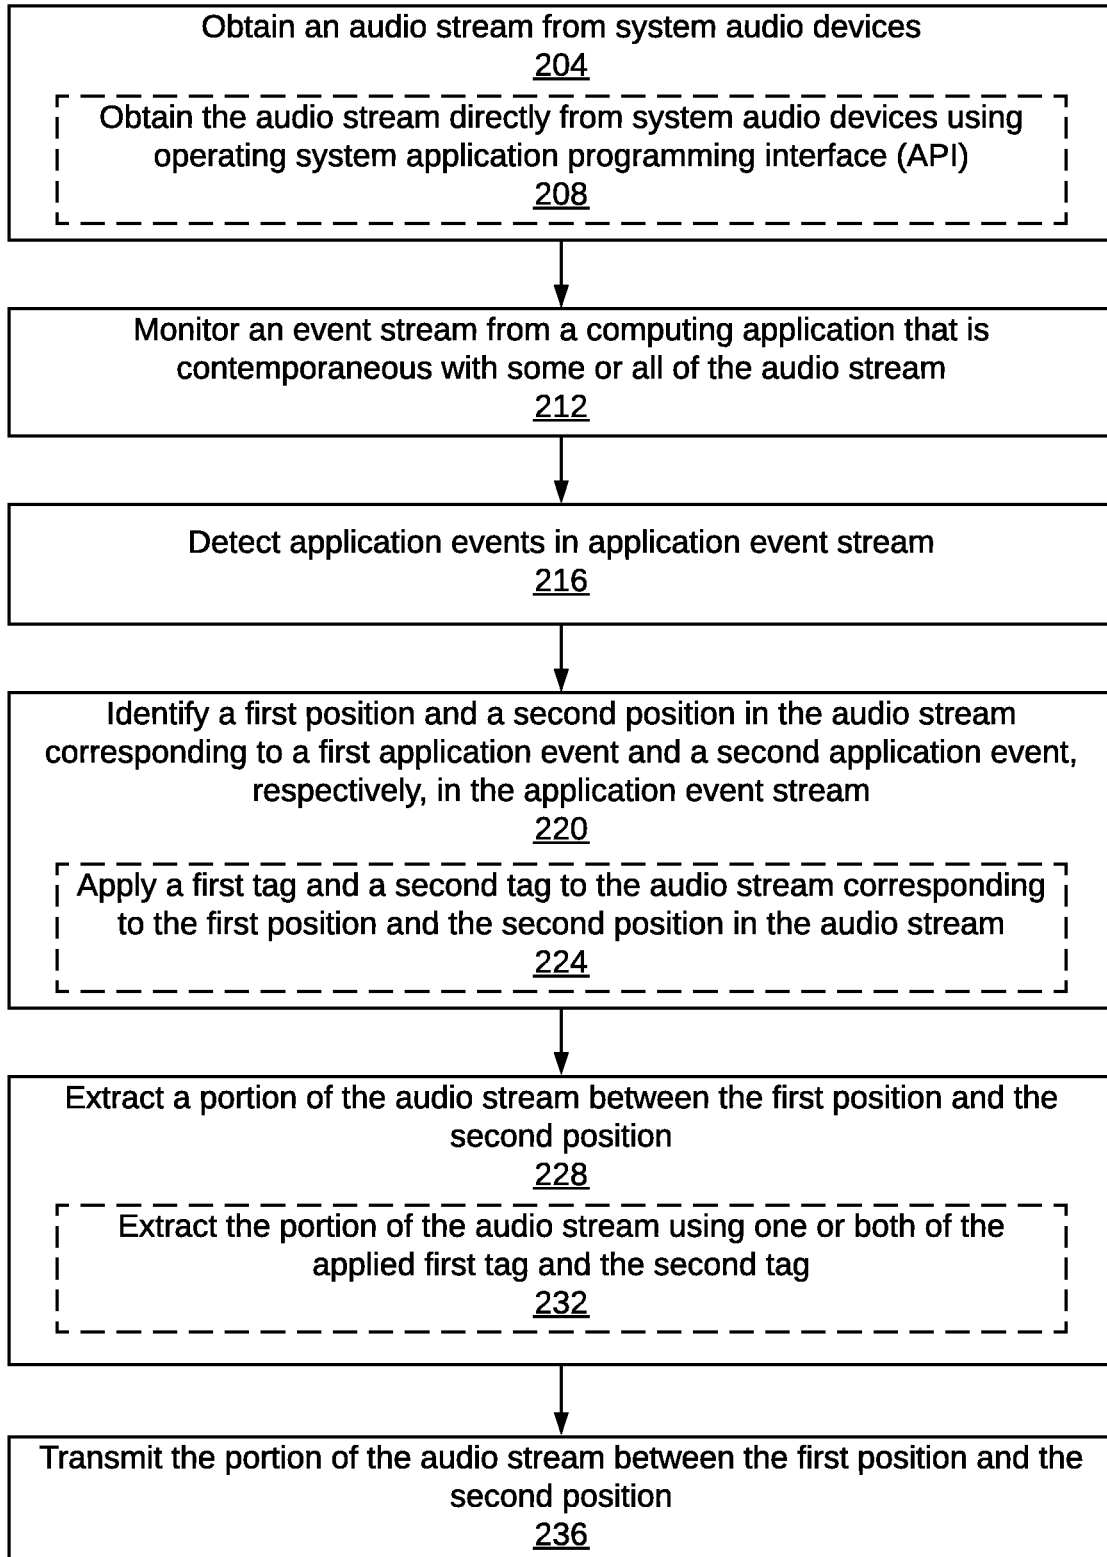 Obtain an audio stream from system audio devices
204
Obtain the audio stream directly from system audio devices using
operating system application programming interface (API)
208
Monitor an event stream from a computing application that is
contemporaneous with some or all of the audio stream
212
Detect application events in application event stream
216
Identify a first position and a second position in the audio stream
corresponding to a first application event and a second application event,
respectively, in the application event stream
220
Apply a first tag and a second tag to the audio stream corresponding
to the first position and the second position in the audio stream
224
Extract a portion of the audio stream between the first position and the
second position
228
Extract the portion of the audio stream using one or both of the
applied first tag and the second tag
232
Transmit the portion of the audio stream between the first position and the
second position
236